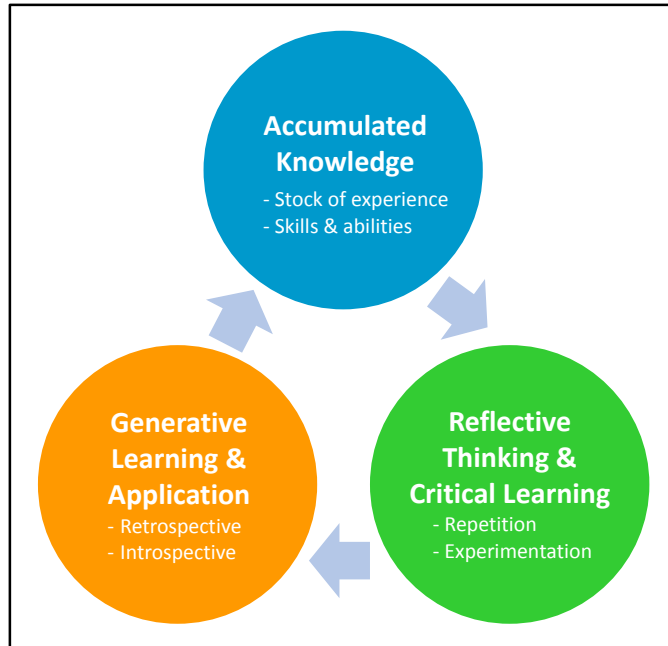 Accumulated
Knowledge
- Stock of experience
- Skills & abilities
Reflective
Thinking &
Critical Learning
- Repetition
- Experimentation
Generative
Learning &
Application
- Retrospective
- Introspective